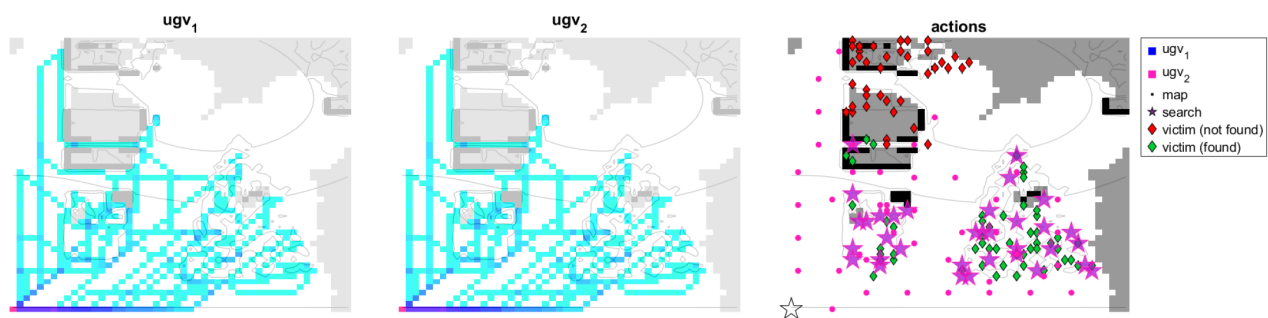 ugv1
ugv2
actions
ugv1
ugv2
map
search
victim (not found)
victim (found)